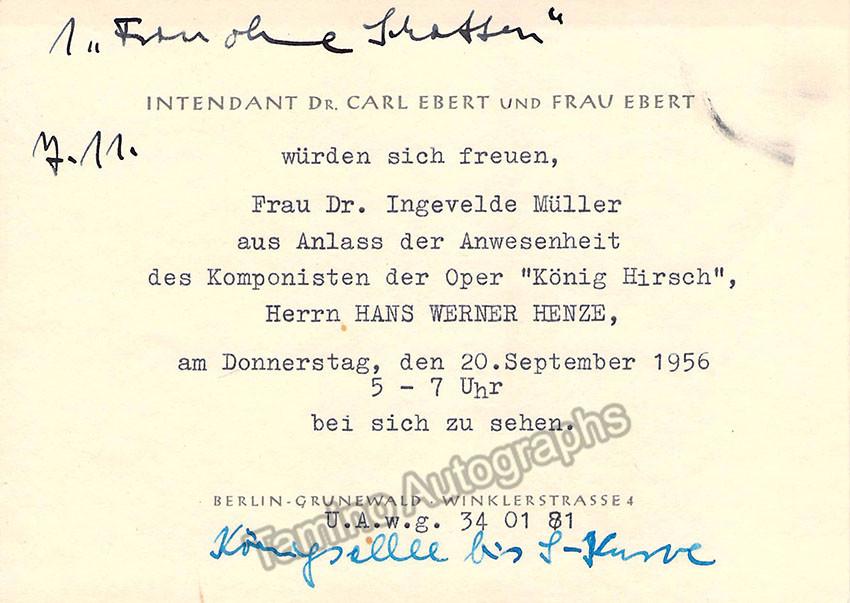 1 „Frau ohne Schatten“
INTENDANT DR. CARL EBERT UND FRAU EBERT
7.11.
würden sich freuen,
Frau Dr. Ingevelde Müller
aus Anlass der Anwesenheit
des Komponisten der Oper "König Hirsch",
Herrn HANS WERNER HENZE,
am Donnerstag, den 20.September 1956
5 - 7 Uhr
bei sich zu sehen.
Tamino Autographs
BERLIN-GRUNEWALD · WINKLERSTRASSE 4
U.A.w.g. 34 01 81
Königsallee bis S-Kurve